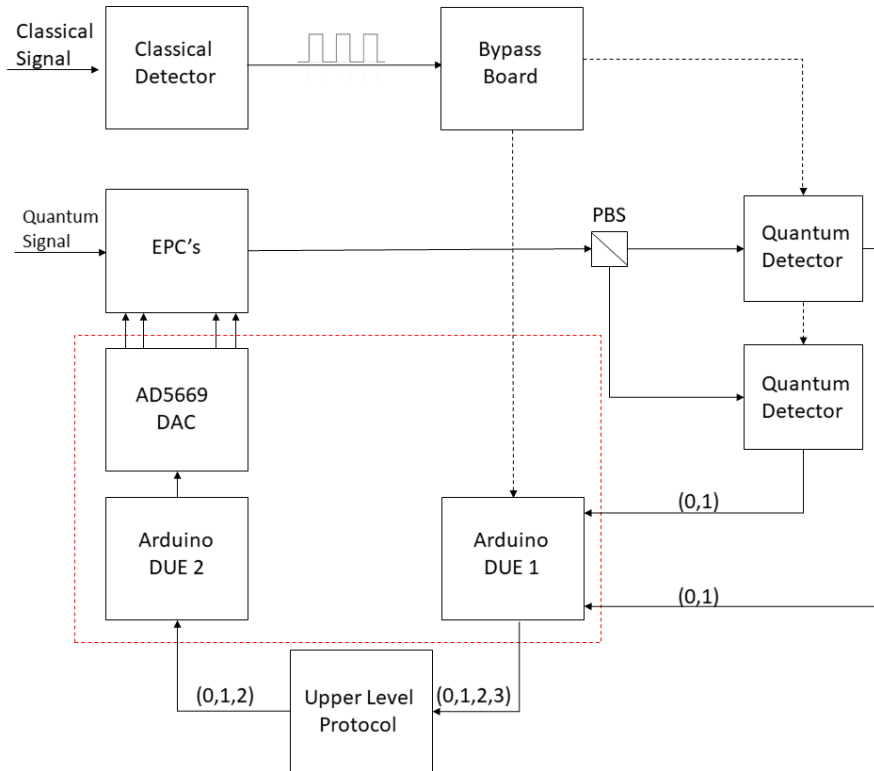 Classical
Signal
Classical
Detector
Bypass
Board
Quantum
Signal
EPC's
PBS
Quantum
Detector
Quantum
Detector
AD5669
DAC
Arduino
DUE 2
Arduino
DUE 1
(0,1)
(0,1)
(0,1,2)
Upper Level
Protocol
(0,1,2,3)